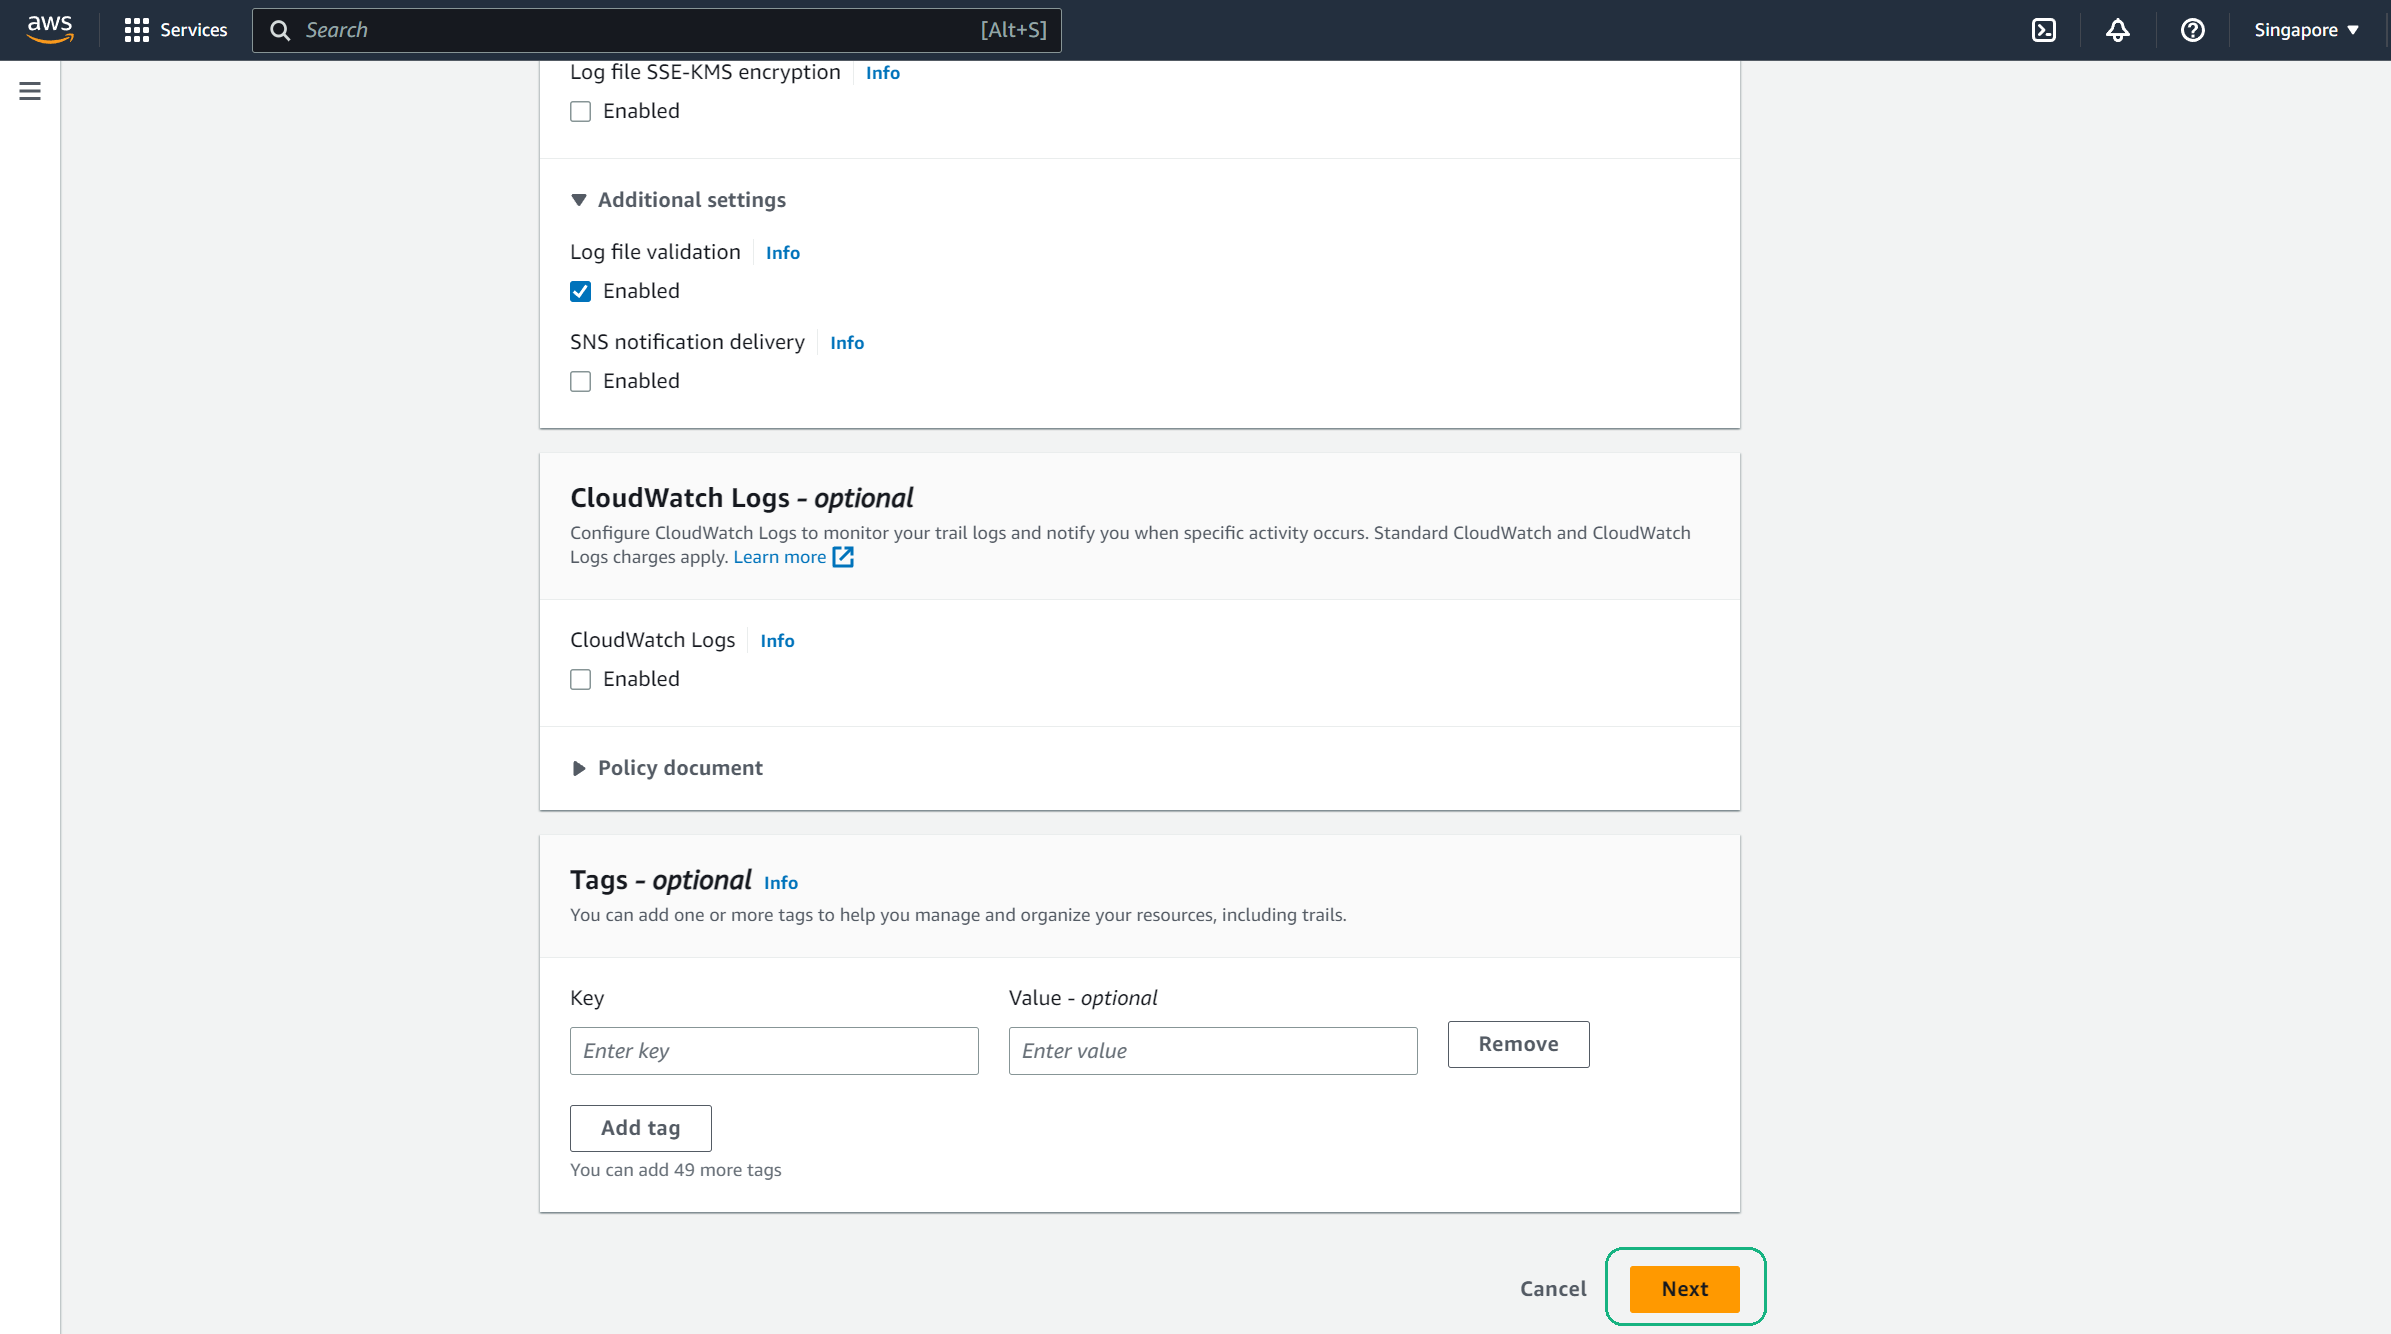 aws
Services
Search
[Alt+S]
Singapore
Log file SSE-KMS encryption
Info
Enabled
Additional settings
Log file validation
Info
Enabled
SNS notification delivery
Info
Enabled
CloudWatch Logs - optional
Configure CloudWatch Logs to monitor your trail logs and notify you when specific activity occurs. Standard CloudWatch and CloudWatch
Logs charges apply. Learn more
CloudWatch Logs
Info
Enabled
Policy document
Tags - optional
Info
You can add one or more tags to help you manage and organize your resources, including trails.
Key
Value - optional
Enter key
Enter value
Remove
Add tag
You can add 49 more tags
Cancel
Next